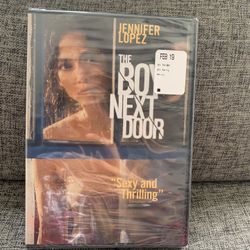 JENNIFER
LOPEZ
FEB 19
THE
BOY
NEXT
DOOR
"Sexy and
Thrilling"